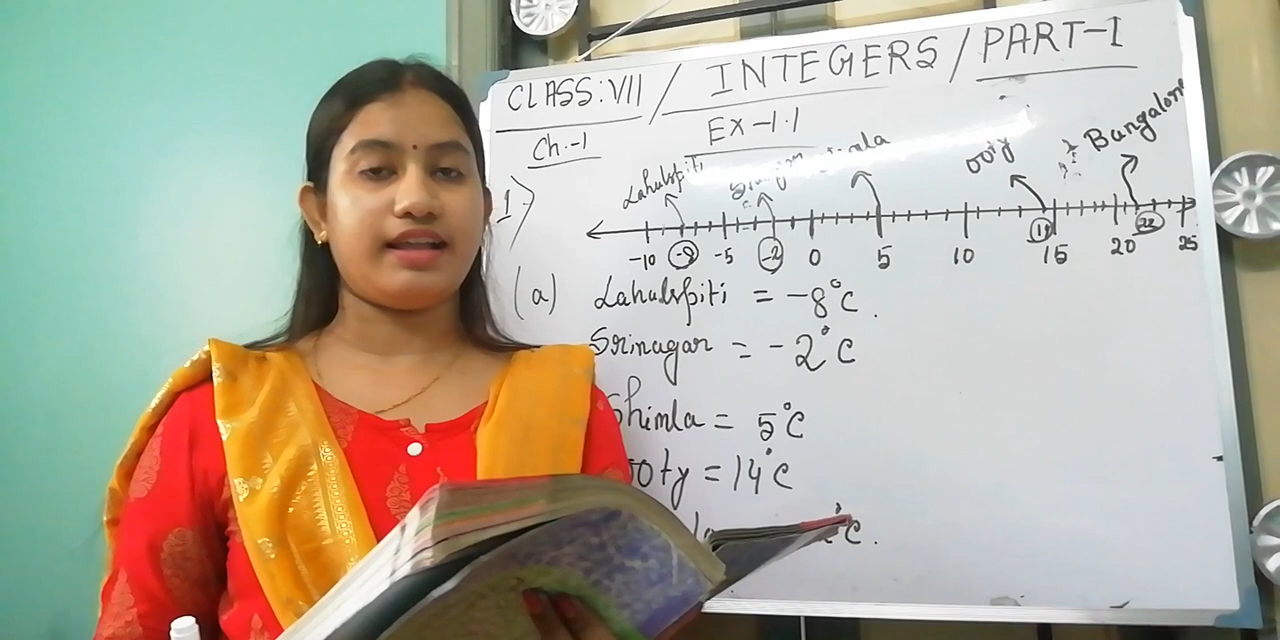 CLASS: VII / INTEGERS / PART-1
Ch:-1
EX-1.1
1>
Lahulspiti
Ooty
Bangalore
-10 -8 -5 -2 0 5 10 14 15 20 22 25
(a) Lahulspiti = -8°C.
Srinagar = -2°C
Shimla = 5°C
Ooty = 14°C
°C.